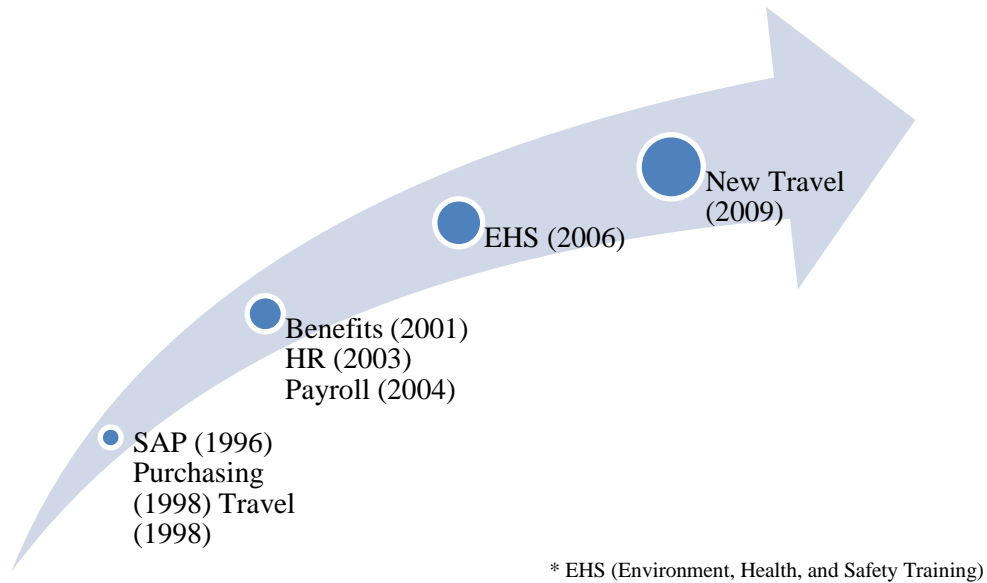 New Travel
(2009)
EHS (2006)
Benefits (2001)
HR (2003)
Payroll (2004)
SAP (1996)
Purchasing
(1998) Travel
(1998)
* EHS (Environment, Health, and Safety Training)